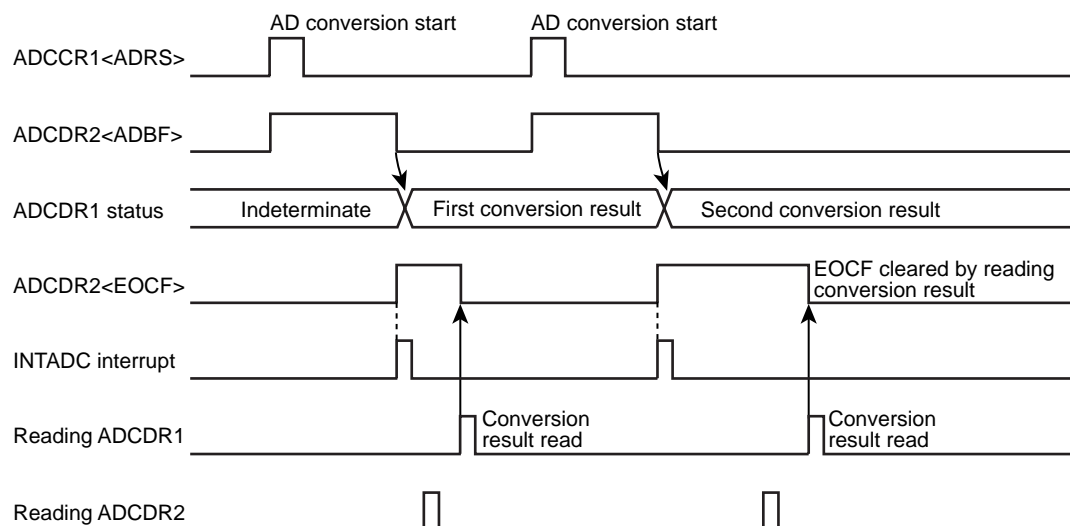 AD conversion start
AD conversion start
ADCCR1<ADRS>
ADCDR2<ADBF>
ADCDR1 status
Indeterminate
First conversion result
Second conversion result
ADCDR2<EOCF>
EOCF cleared by reading
conversion result
INTADC interrupt
Reading ADCDR1
Conversion
result read
Conversion
result read
Reading ADCDR2